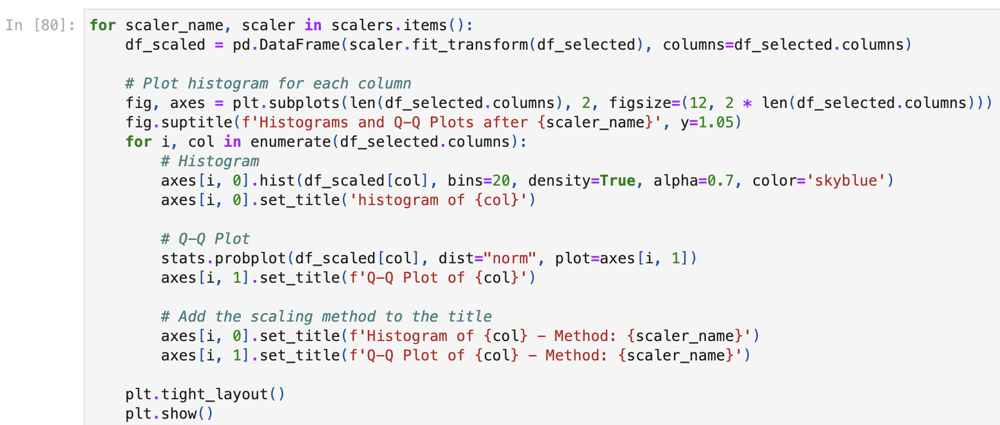 In [80]: for scaler_name, scaler in scalers.items():
    df_scaled = pd.DataFrame(scaler.fit_transform(df_selected), columns=df_selected.columns)

    # Plot histogram for each column
    fig, axes = plt.subplots(len(df_selected.columns), 2, figsize=(12, 2 * len(df_selected.columns)))
    fig.suptitle(f'Histograms and Q-Q Plots after {scaler_name}', y=1.05)
    for i, col in enumerate(df_selected.columns):
        # Histogram
        axes[i, 0].hist(df_scaled[col], bins=20, density=True, alpha=0.7, color='skyblue')
        axes[i, 0].set_title('histogram of {col}')

        # Q-Q Plot
        stats.probplot(df_scaled[col], dist="norm", plot=axes[i, 1])
        axes[i, 1].set_title(f'Q-Q Plot of {col}')

        # Add the scaling method to the title
        axes[i, 0].set_title(f'Histogram of {col} - Method: {scaler_name}')
        axes[i, 1].set_title(f'Q-Q Plot of {col} - Method: {scaler_name}')

    plt.tight_layout()
    plt.show()